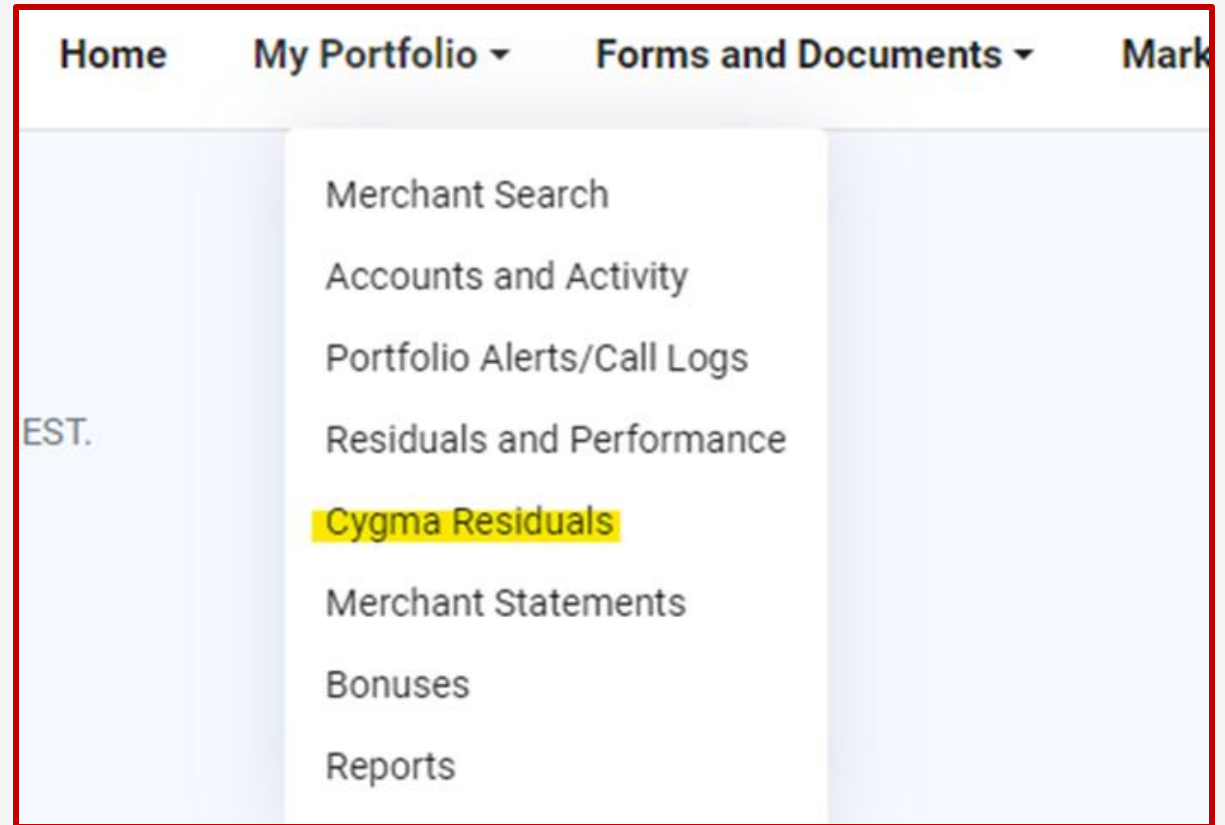 Home My Portfolio Forms and Documents Mark
Merchant Search
Accounts and Activity
Portfolio Alerts/Call Logs
EST.
Residuals and Performance
Cygma Residuals
Merchant Statements
Bonuses
Reports